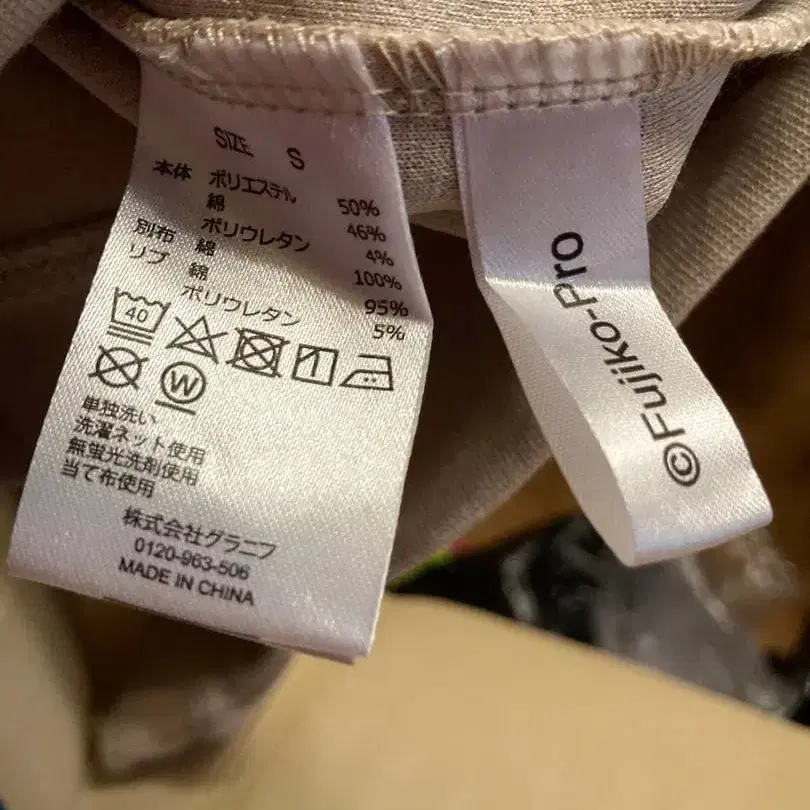 SIZE S
本体 ポリエステル 50%
綿 46%
ポリウレタン 4%
別布 綿 100%
リブ 綿 95%
ポリウレタン 5%
40
W
単独洗い
洗濯ネット使用
無蛍光洗剤使用
当て布使用
株式会社グラニフ
0120-963-506
MADE IN CHINA
©Fujiko-Pro